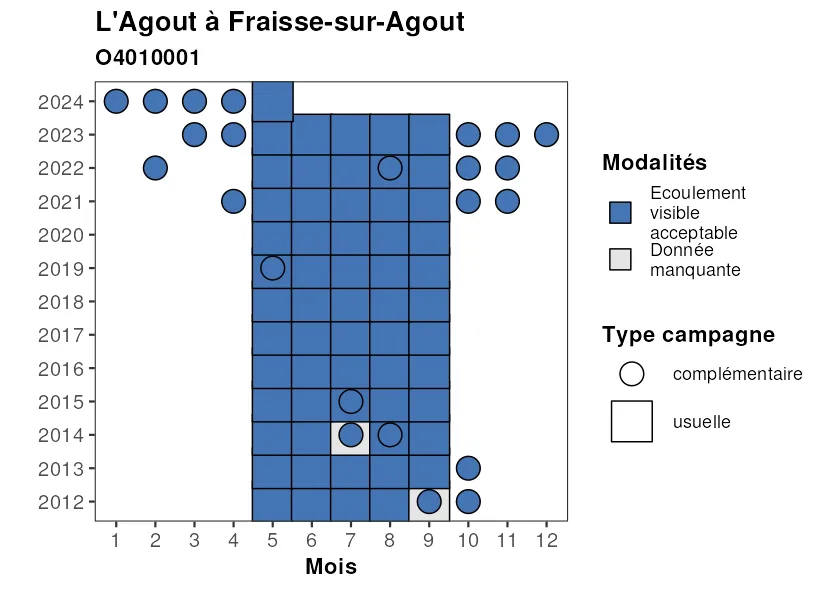 L'Agout à Fraisse-sur-Agout
O4010001
2024
2023
2022
2021
2020
2019
2018
2017
2016
2015
2014
2013
2012
1 2 3 4 5 6 7 8 9 10 11 12
Mois
Modalités
Ecoulement
visible
acceptable
Donnée
manquante
Type campagne
complémentaire
usuelle